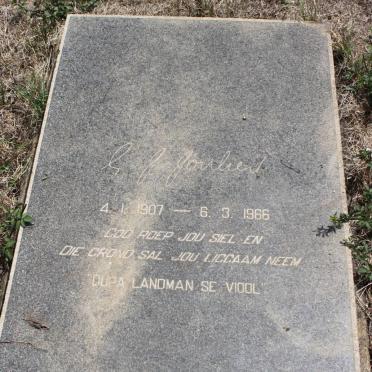 G. J. Joubert
4. 1. 1907 — 6. 3. 1966
GOD ROEP JOU SIEL EN
DIE GROND SAL JOU LIGGAAM NEEM
"OUPA LANDMAN SE VIOOL"